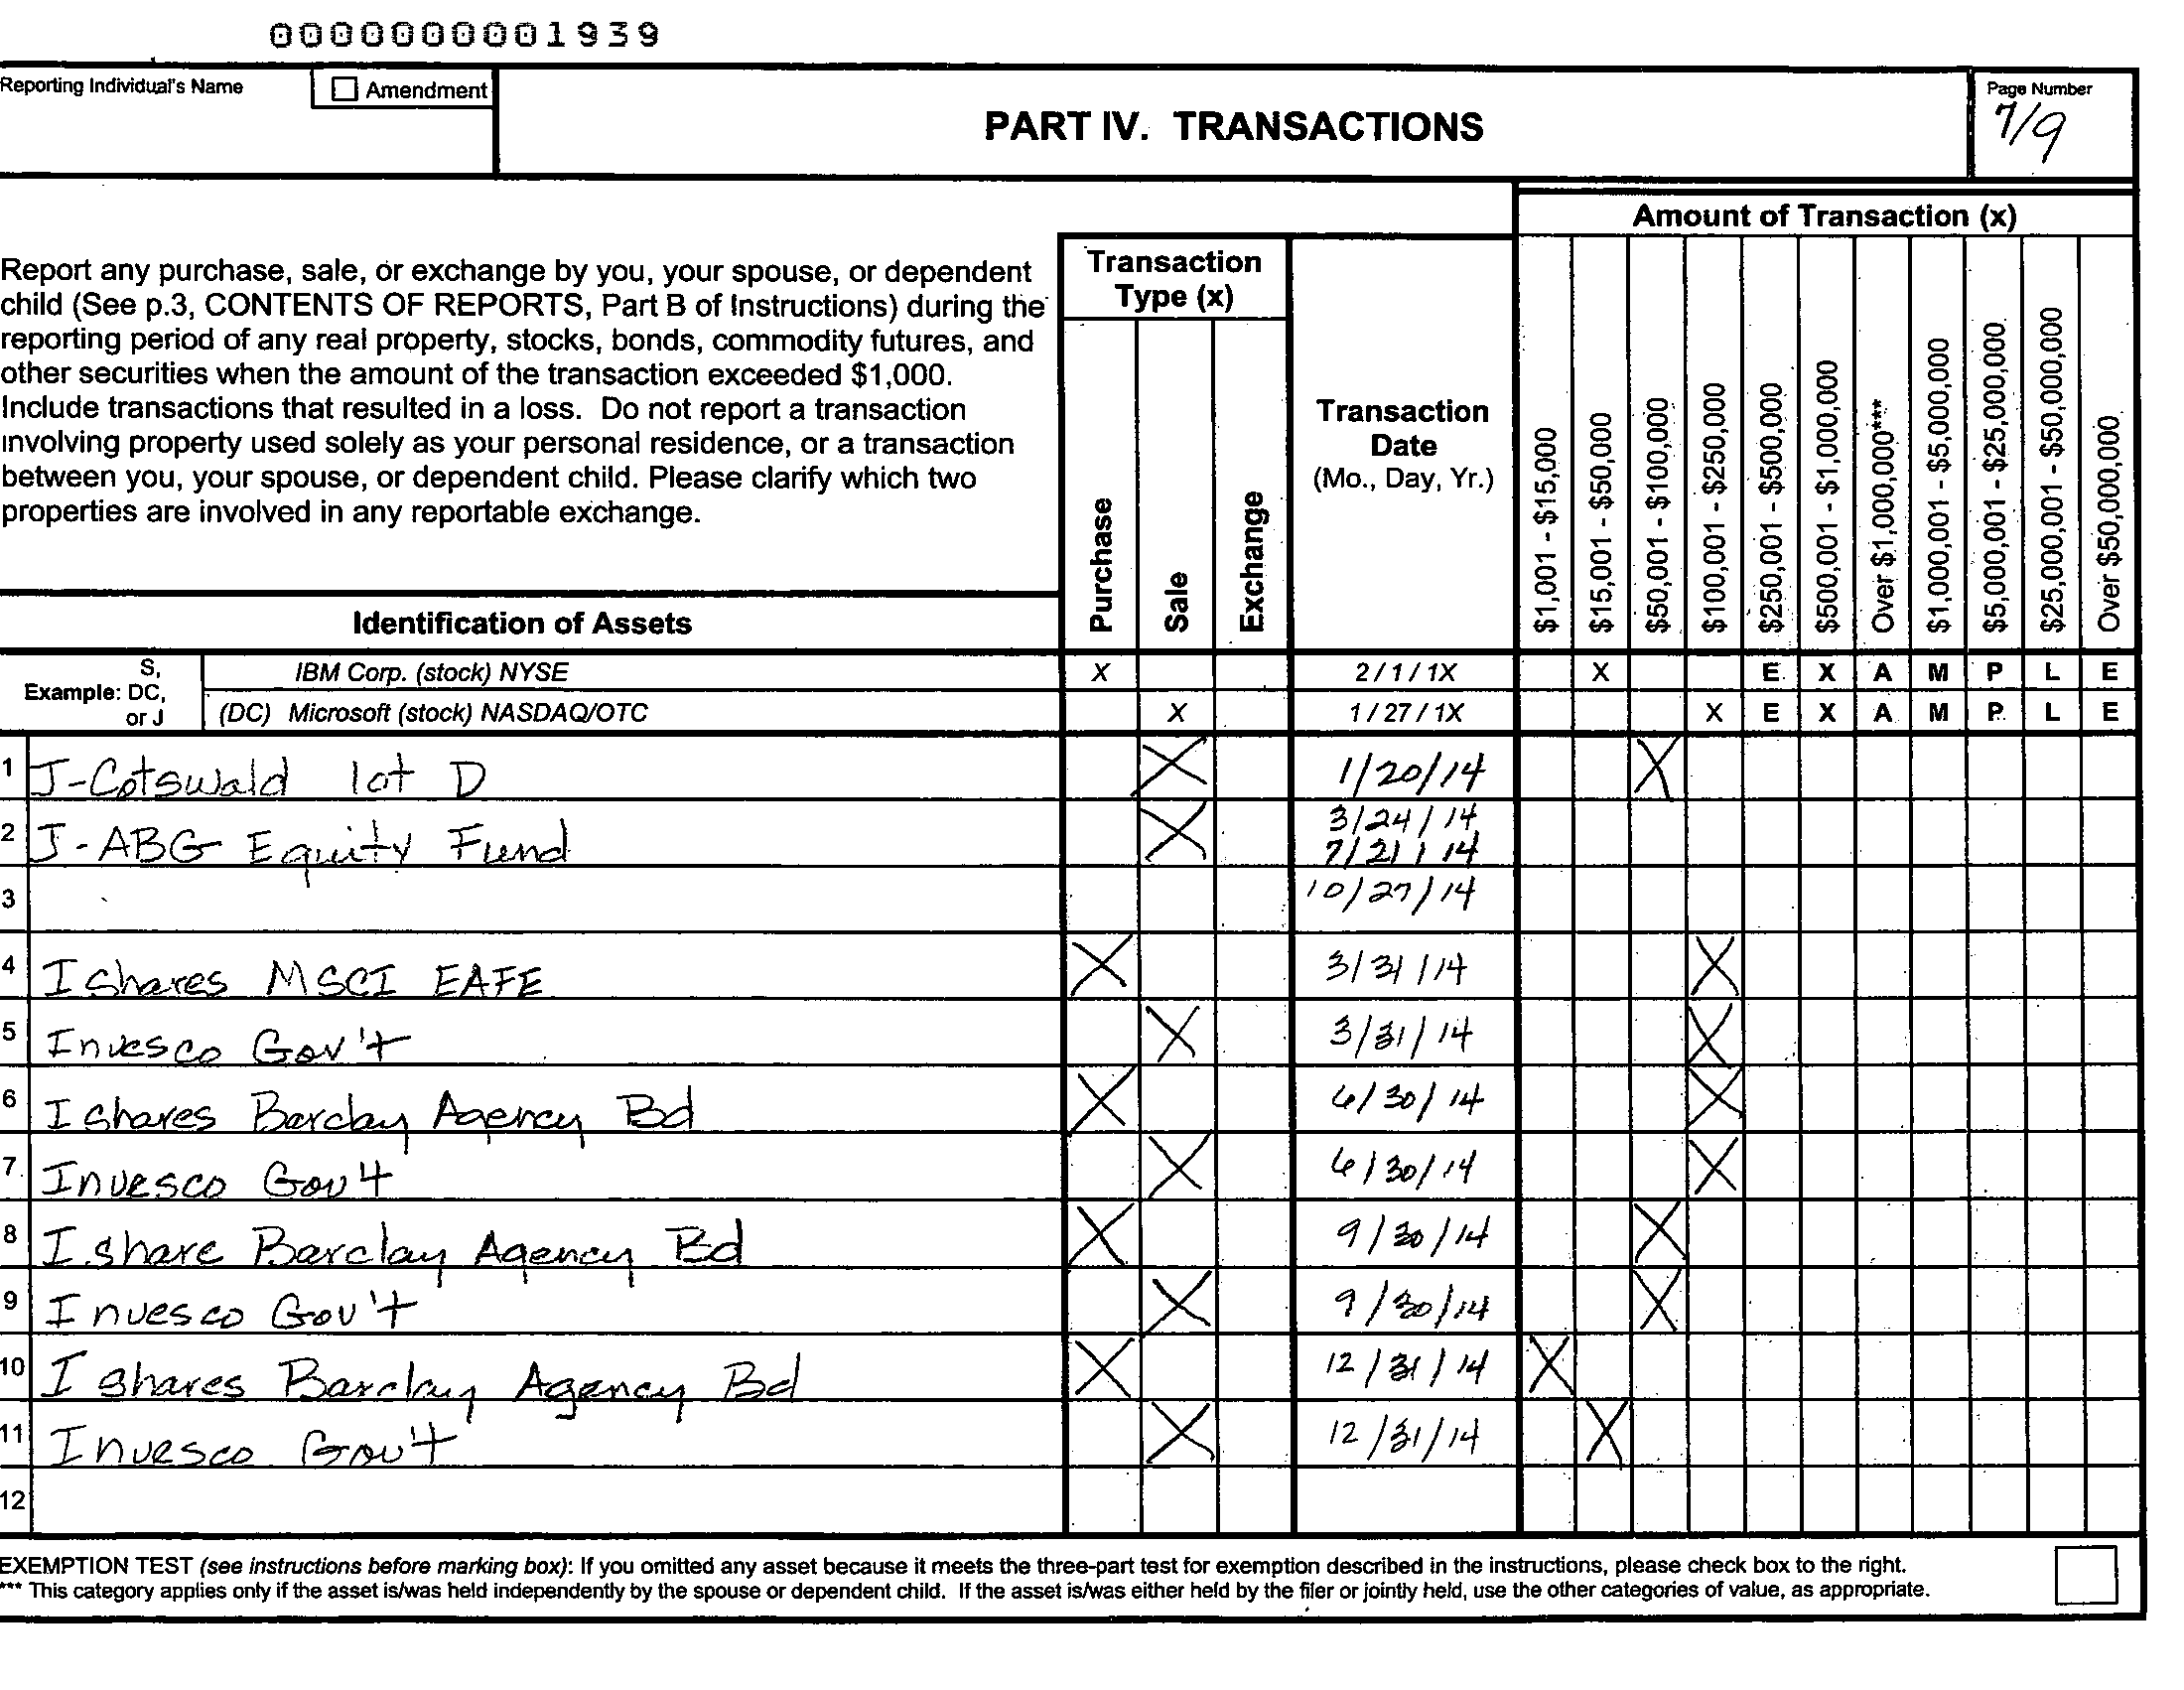 0000000001939
Reporting Individual's Name
☐ Amendment
PART IV. TRANSACTIONS
Page Number
7/9
Amount of Transaction (x)
Report any purchase, sale, or exchange by you, your spouse, or dependent
child (See p.3, CONTENTS OF REPORTS, Part B of Instructions) during the
reporting period of any real property, stocks, bonds, commodity futures, and
other securities when the amount of the transaction exceeded $1,000.
Include transactions that resulted in a loss. Do not report a transaction
involving property used solely as your personal residence, or a transaction
between you, your spouse, or dependent child. Please clarify which two
properties are involved in any reportable exchange.
Transaction
Type (x)
Purchase
Sale
Exchange
Transaction
Date
(Mo., Day, Yr.)
$1,001 - $15,000
$15,001 - $50,000
$50,001 - $100,000
$100,001 - $250,000
$250,001 - $500,000
$500,001 - $1,000,000
Over $1,000,000***
$1,000,001 - $5,000,000
$5,000,001 - $25,000,000
$25,000,001 - $50,000,000
Over $50,000,000
Identification of Assets
Example: S, DC, or J
IBM Corp. (stock) NYSE X 2 / 1 / 1X X E X A M P L E
(DC) Microsoft (stock) NASDAQ/OTC X 1 / 27 / 1X X E X A M P L E
1 J-Cotswald lot D X 1/20/14 X
2 J-ABG Equity Fund X 3/24/14
7/21/14
3 10/27/14
4 I shares MSCI EAFE X 3/31/14 X
5 Invesco Gov't X 3/31/14 X
6 I shares Barclay Agency Bd X 6/30/14 X
7 Invesco Gov't X 6/30/14 X
8 I share Barclay Agency Bd X 9/30/14 X
9 Invesco Gov't X 9/30/14 X
10 I shares Barclay Agency Bd X 12/31/14 X
11 Invesco Gov't X 12/31/14 X
12
EXEMPTION TEST (see instructions before marking box): If you omitted any asset because it meets the three-part test for exemption described in the instructions, please check box to the right.
*** This category applies only if the asset is/was held independently by the spouse or dependent child. If the asset is/was either held by the filer or jointly held, use the other categories of value, as appropriate.